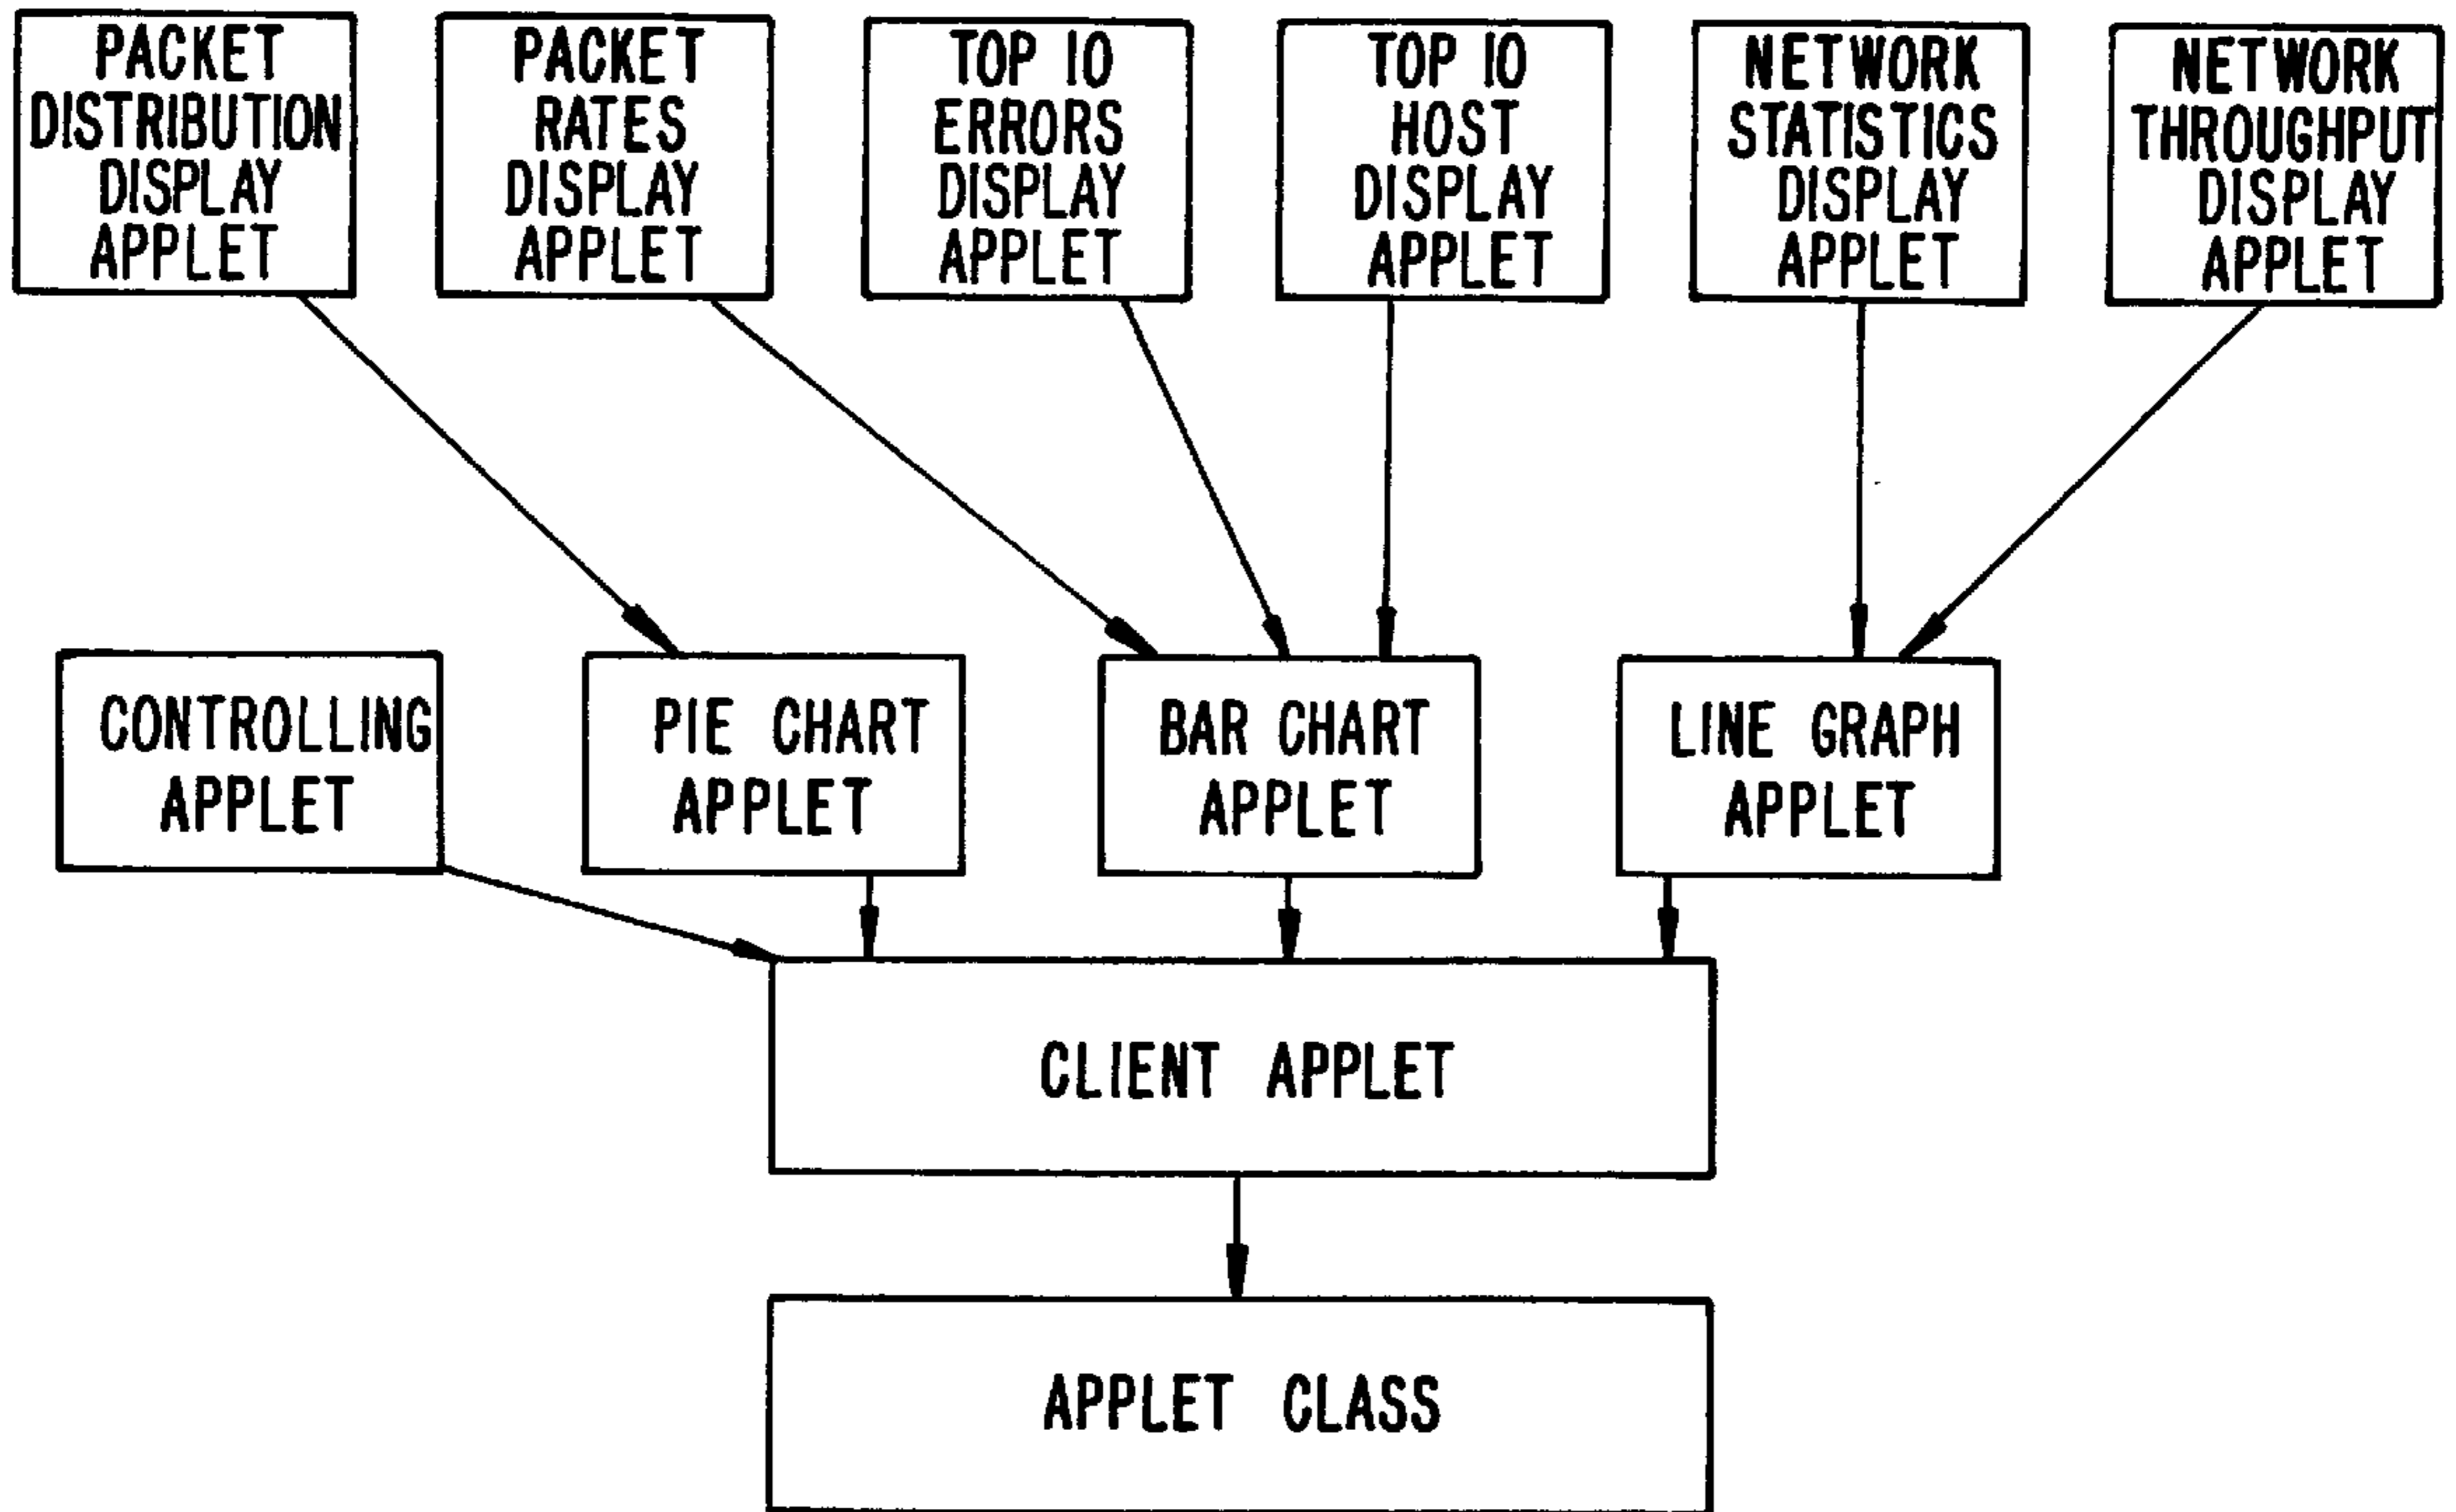 PACKET
DISTRIBUTION
DISPLAY
APPLET
PACKET
RATES
DISPLAY
APPLET
TOP 10
ERRORS
DISPLAY
APPLET
TOP 10
HOST
DISPLAY
APPLET
NETWORK
STATISTICS
DISPLAY
APPLET
NETWORK
THROUGHPUT
DISPLAY
APPLET
CONTROLLING
APPLET
PIE CHART
APPLET
BAR CHART
APPLET
LINE GRAPH
APPLET
CLIENT APPLET
APPLET CLASS